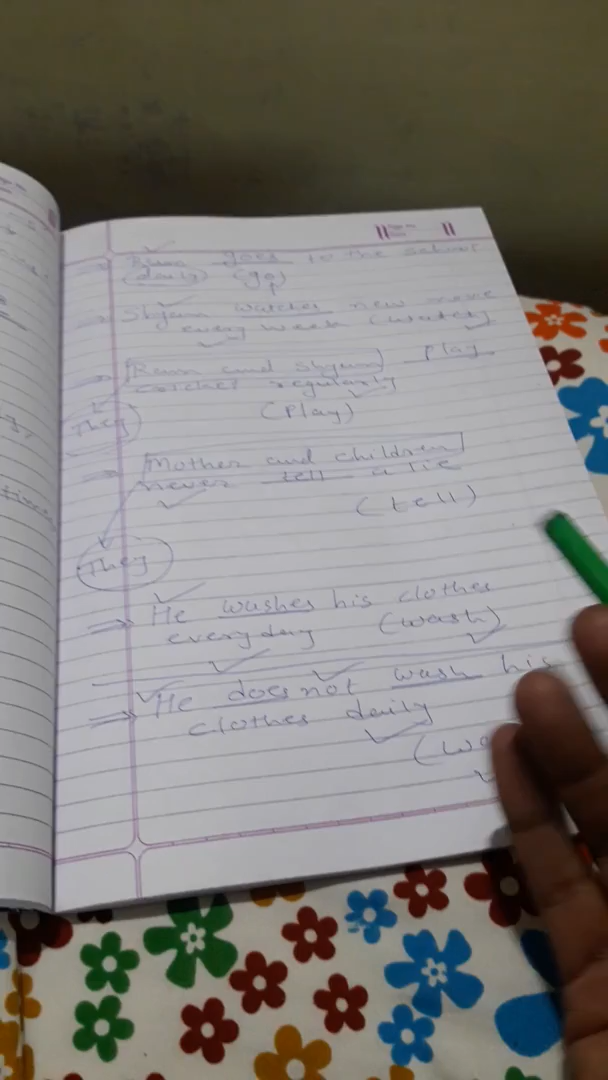 ⇒ Ram goes to the school
(daily) (go)
⇒ Shyam watches new movie
every week (watch)
⇒ Ram and Shyam play
cricket regularly
They
(Play)
⇒ Mother and children
never tell a lie
(tell)
They
⇒ He washes his clothes
everyday (wash)
⇒ He does not wash his
clothes daily